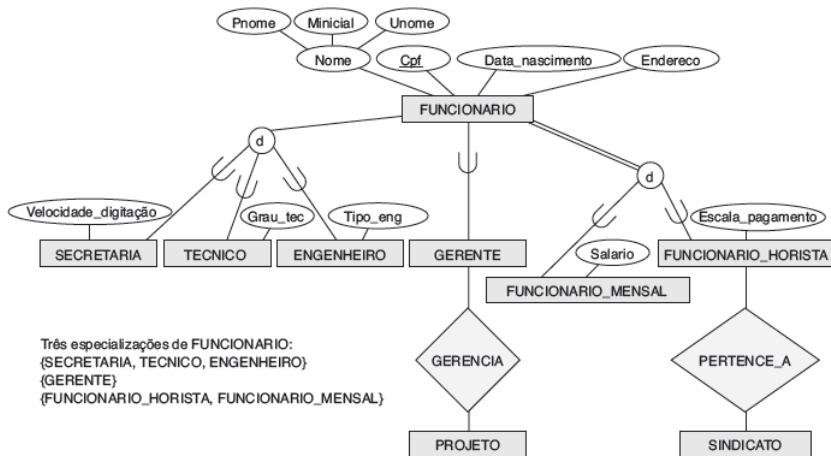 Pnome Minicial Unome
Nome Cpf Data_nascimento Endereco
FUNCIONARIO
d
d
Velocidade_digitação Grau_tec Tipo_eng Escala_pagamento
SECRETARIA TECNICO ENGENHEIRO GERENTE Salario FUNCIONARIO_HORISTA
FUNCIONARIO_MENSAL
Três especializações de FUNCIONARIO:
{SECRETARIA, TECNICO, ENGENHEIRO}
{GERENTE}
{FUNCIONARIO_HORISTA, FUNCIONARIO_MENSAL}
GERENCIA PERTENCE_A
PROJETO SINDICATO